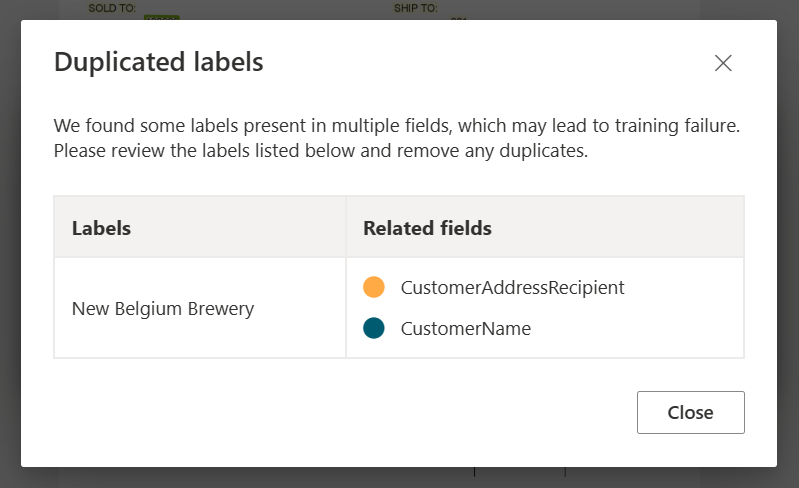 SOLD TO: SHIP TO:
Duplicated labels
We found some labels present in multiple fields, which may lead to training failure.
Please review the labels listed below and remove any duplicates.
Labels Related fields
New Belgium Brewery
CustomerAddressRecipient
CustomerName
Close